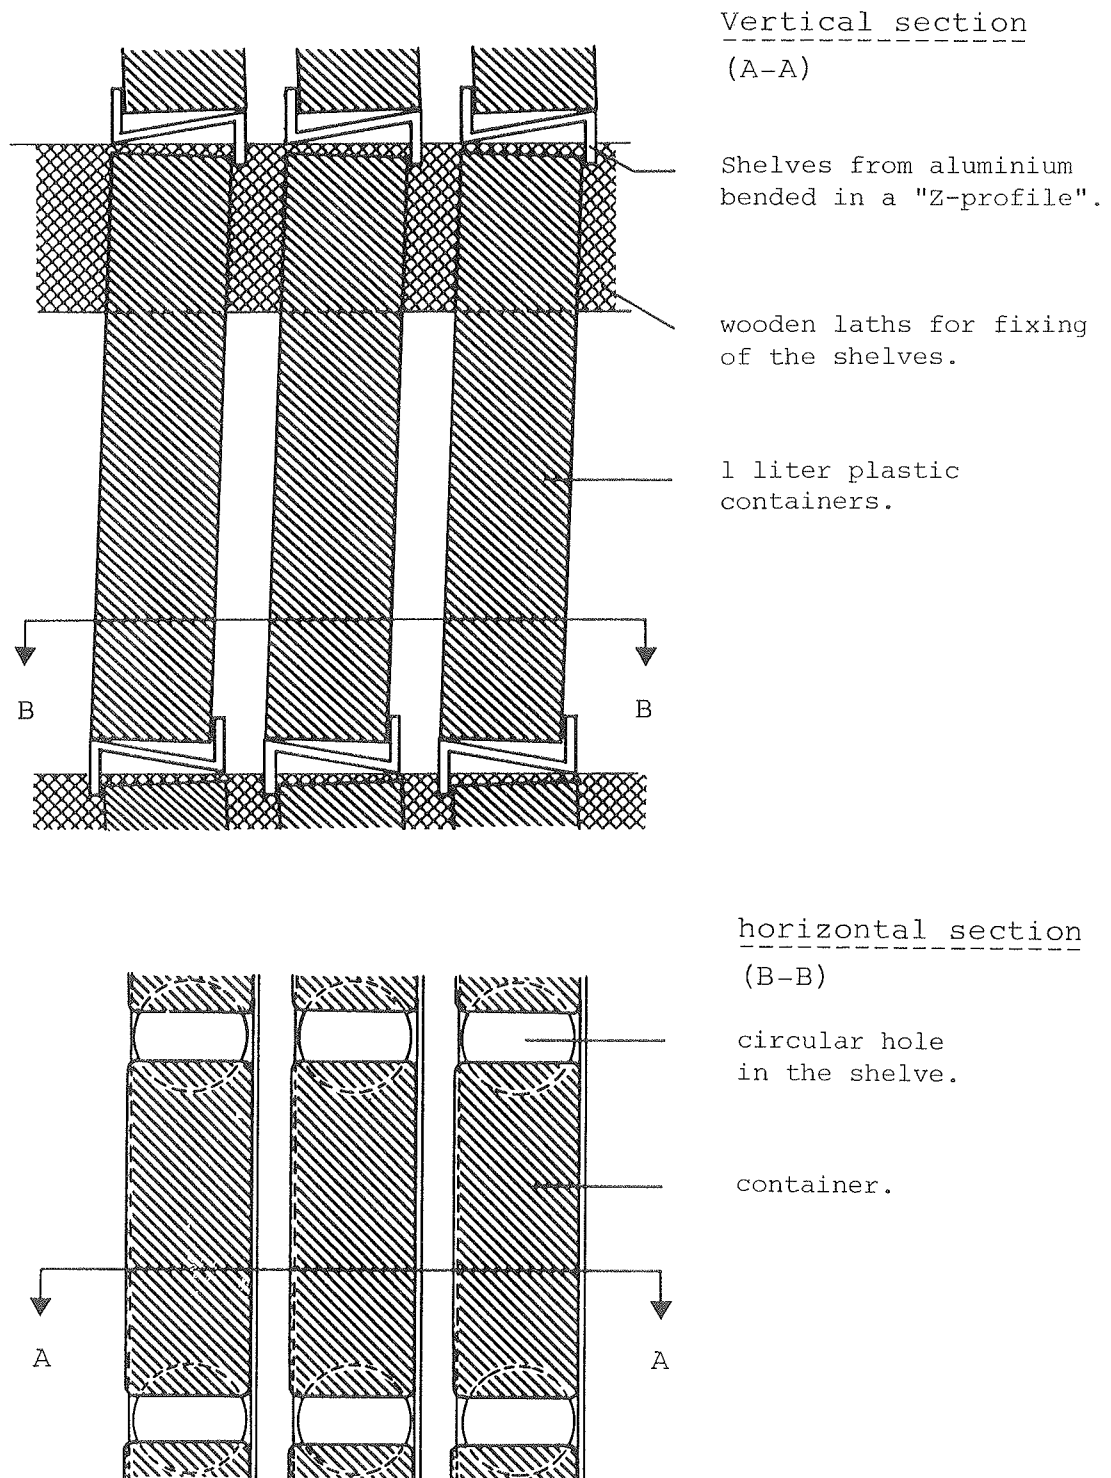 Vertical section
(A-A)
Shelves from aluminium
bended in a "Z-profile".
wooden laths for fixing
of the shelves.
1 liter plastic
containers.
B
B
horizontal section
(B-B)
circular hole
in the shelve.
container.
A
A